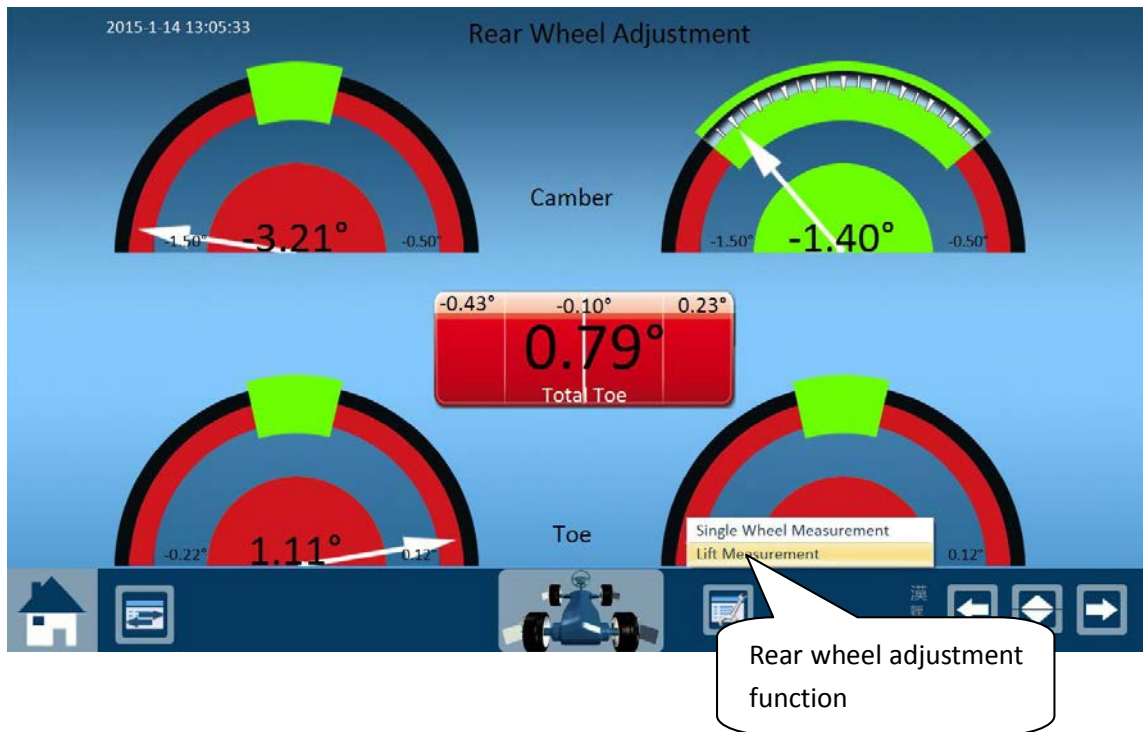 2015-1-14 13:05:33
Rear Wheel Adjustment
-3.21°
-1.50°
-0.50°
Camber
-1.40°
-1.50°
-0.50°
-0.43°
-0.10°
0.23°
0.79°
Total Toe
1.11°
-0.22°
0.12°
Toe
Single Wheel Measurement
Lift Measurement
0.12°
漢
Rear wheel adjustment
function